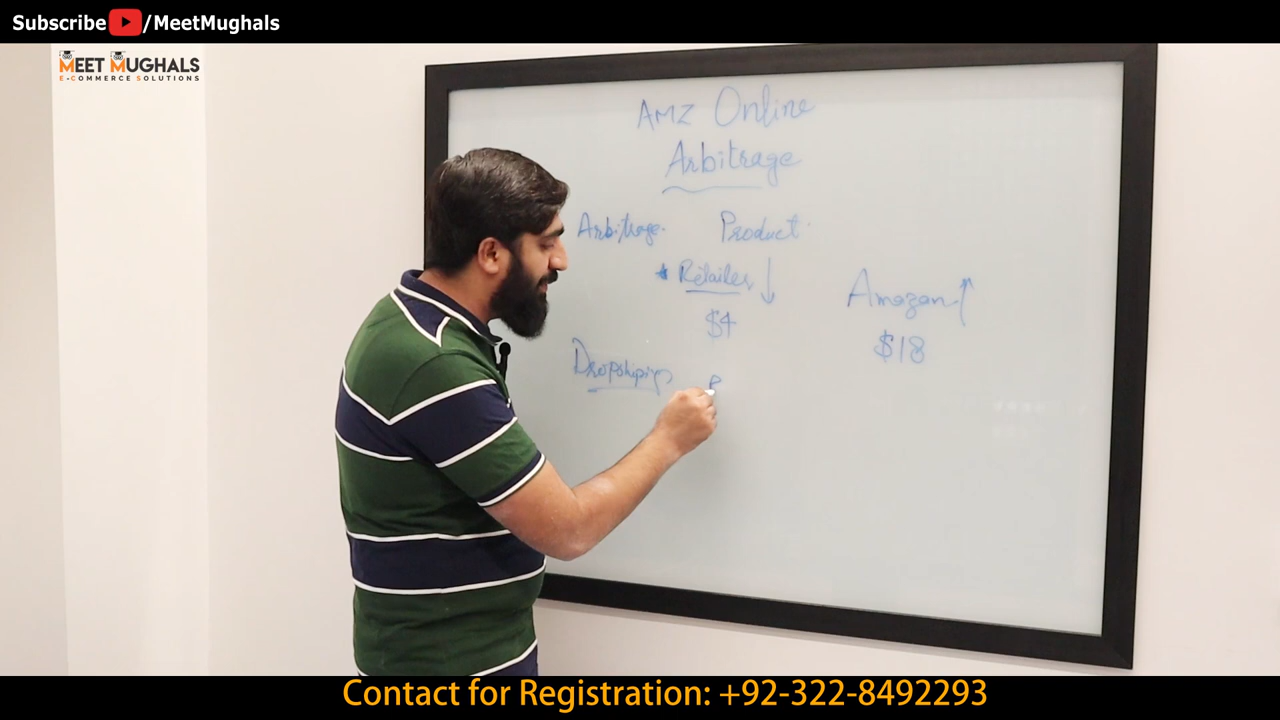 Subscribe /MeetMughals
MEET MUGHALS
E-COMMERCE SOLUTIONS
AMZ Online
Arbitrage
Arbitrage. Product
* Retailer ↓
$4
Amazon ↑
$18
Dropshiping
Contact for Registration: +92-322-8492293